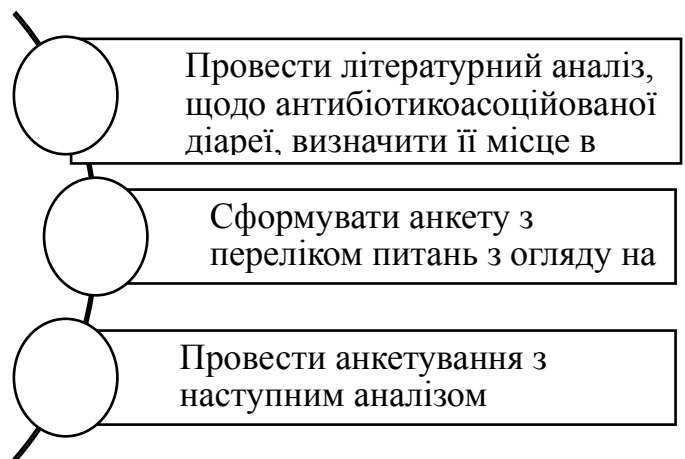 Провести літературний аналіз,
щодо антибіотикоасоційованої
діареї, визначити її місце в
Сформувати анкету з
переліком питань з огляду на
Провести анкетування з
наступним аналізом